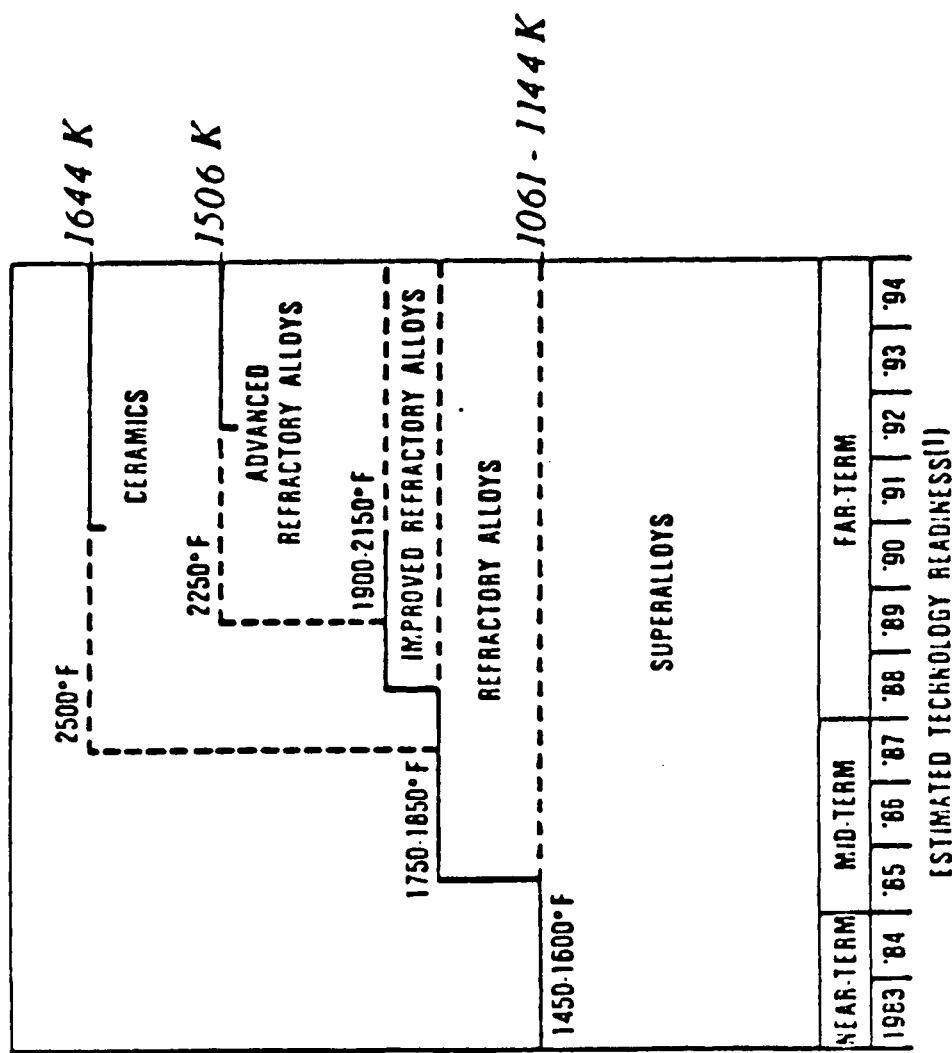 1644 K
1506 K
1061 - 1144 K
2500°F
CERAMICS
2250°F
ADVANCED
REFRACTORY ALLOYS
1900-2150°F
IMPROVED REFRACTORY ALLOYS
1750-1850°F
REFRACTORY ALLOYS
1450-1600°F
SUPERALLOYS
NEAR-TERM MID-TERM FAR-TERM
1983 '84 '85 '86 '87 '88 '89 '90 '91 '92 '93 '94
ESTIMATED TECHNOLOGY READINESS[1]